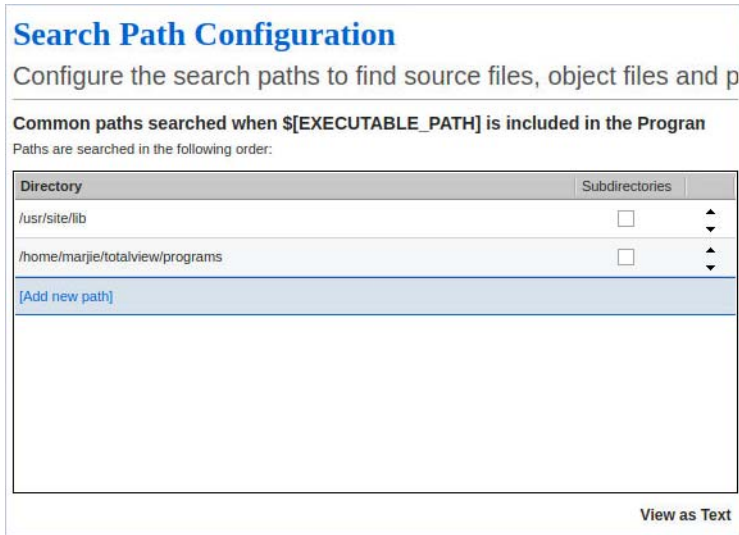 Search Path Configuration
Configure the search paths to find source files, object files and p
Common paths searched when $[EXECUTABLE_PATH] is included in the Progran
Paths are searched in the following order:
Directory Subdirectories
/usr/site/lib
/home/marjie/totalview/programs
[Add new path]
View as Text